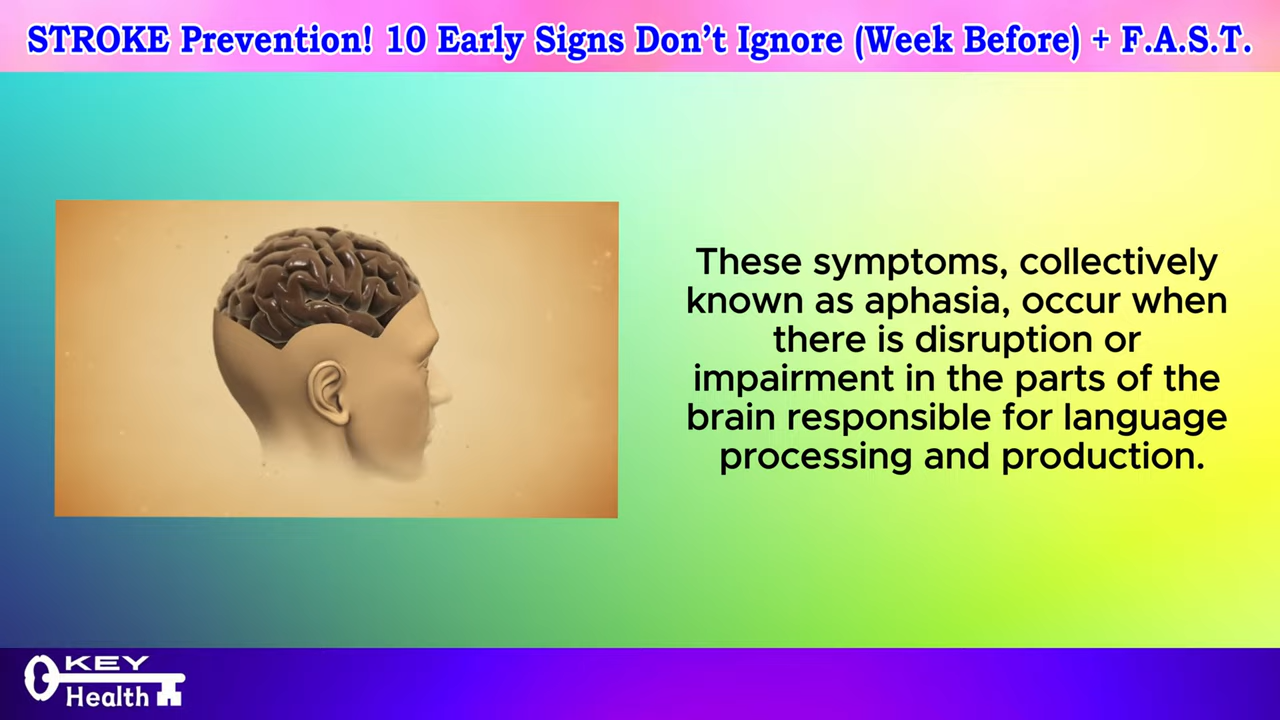 STROKE Prevention! 10 Early Signs Don’t Ignore (Week Before) + F.A.S.T.
These symptoms, collectively
known as aphasia, occur when
there is disruption or
impairment in the parts of the
brain responsible for language
processing and production.
KEY
Health